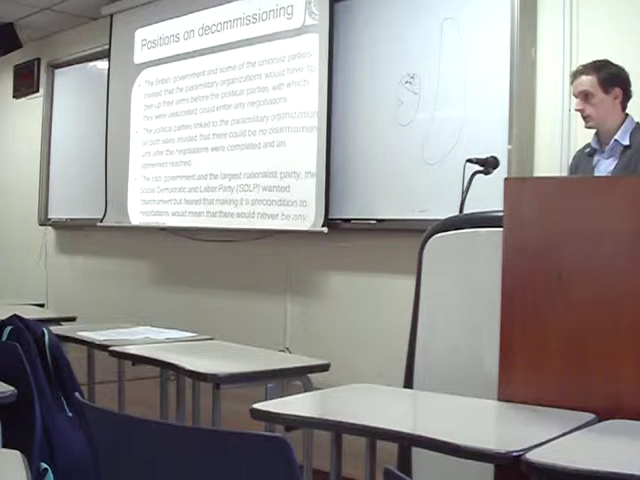 Positions on decommissioning
The British government and some of the unionist parties
insisted that the paramilitary organizations would have to
give up their arms before the political parties with which
they were associated could enter any negotiations.
The political parties linked to the paramilitary organizations
on both sides insisted that there could be no disarmament
until after the negotiations were completed and an
agreement reached.
The Irish government and the largest nationalist party, the
Social Democratic and Labor Party (SDLP) wanted
disarmament but feared that making it a precondition to
negotiations would mean that there would never be any